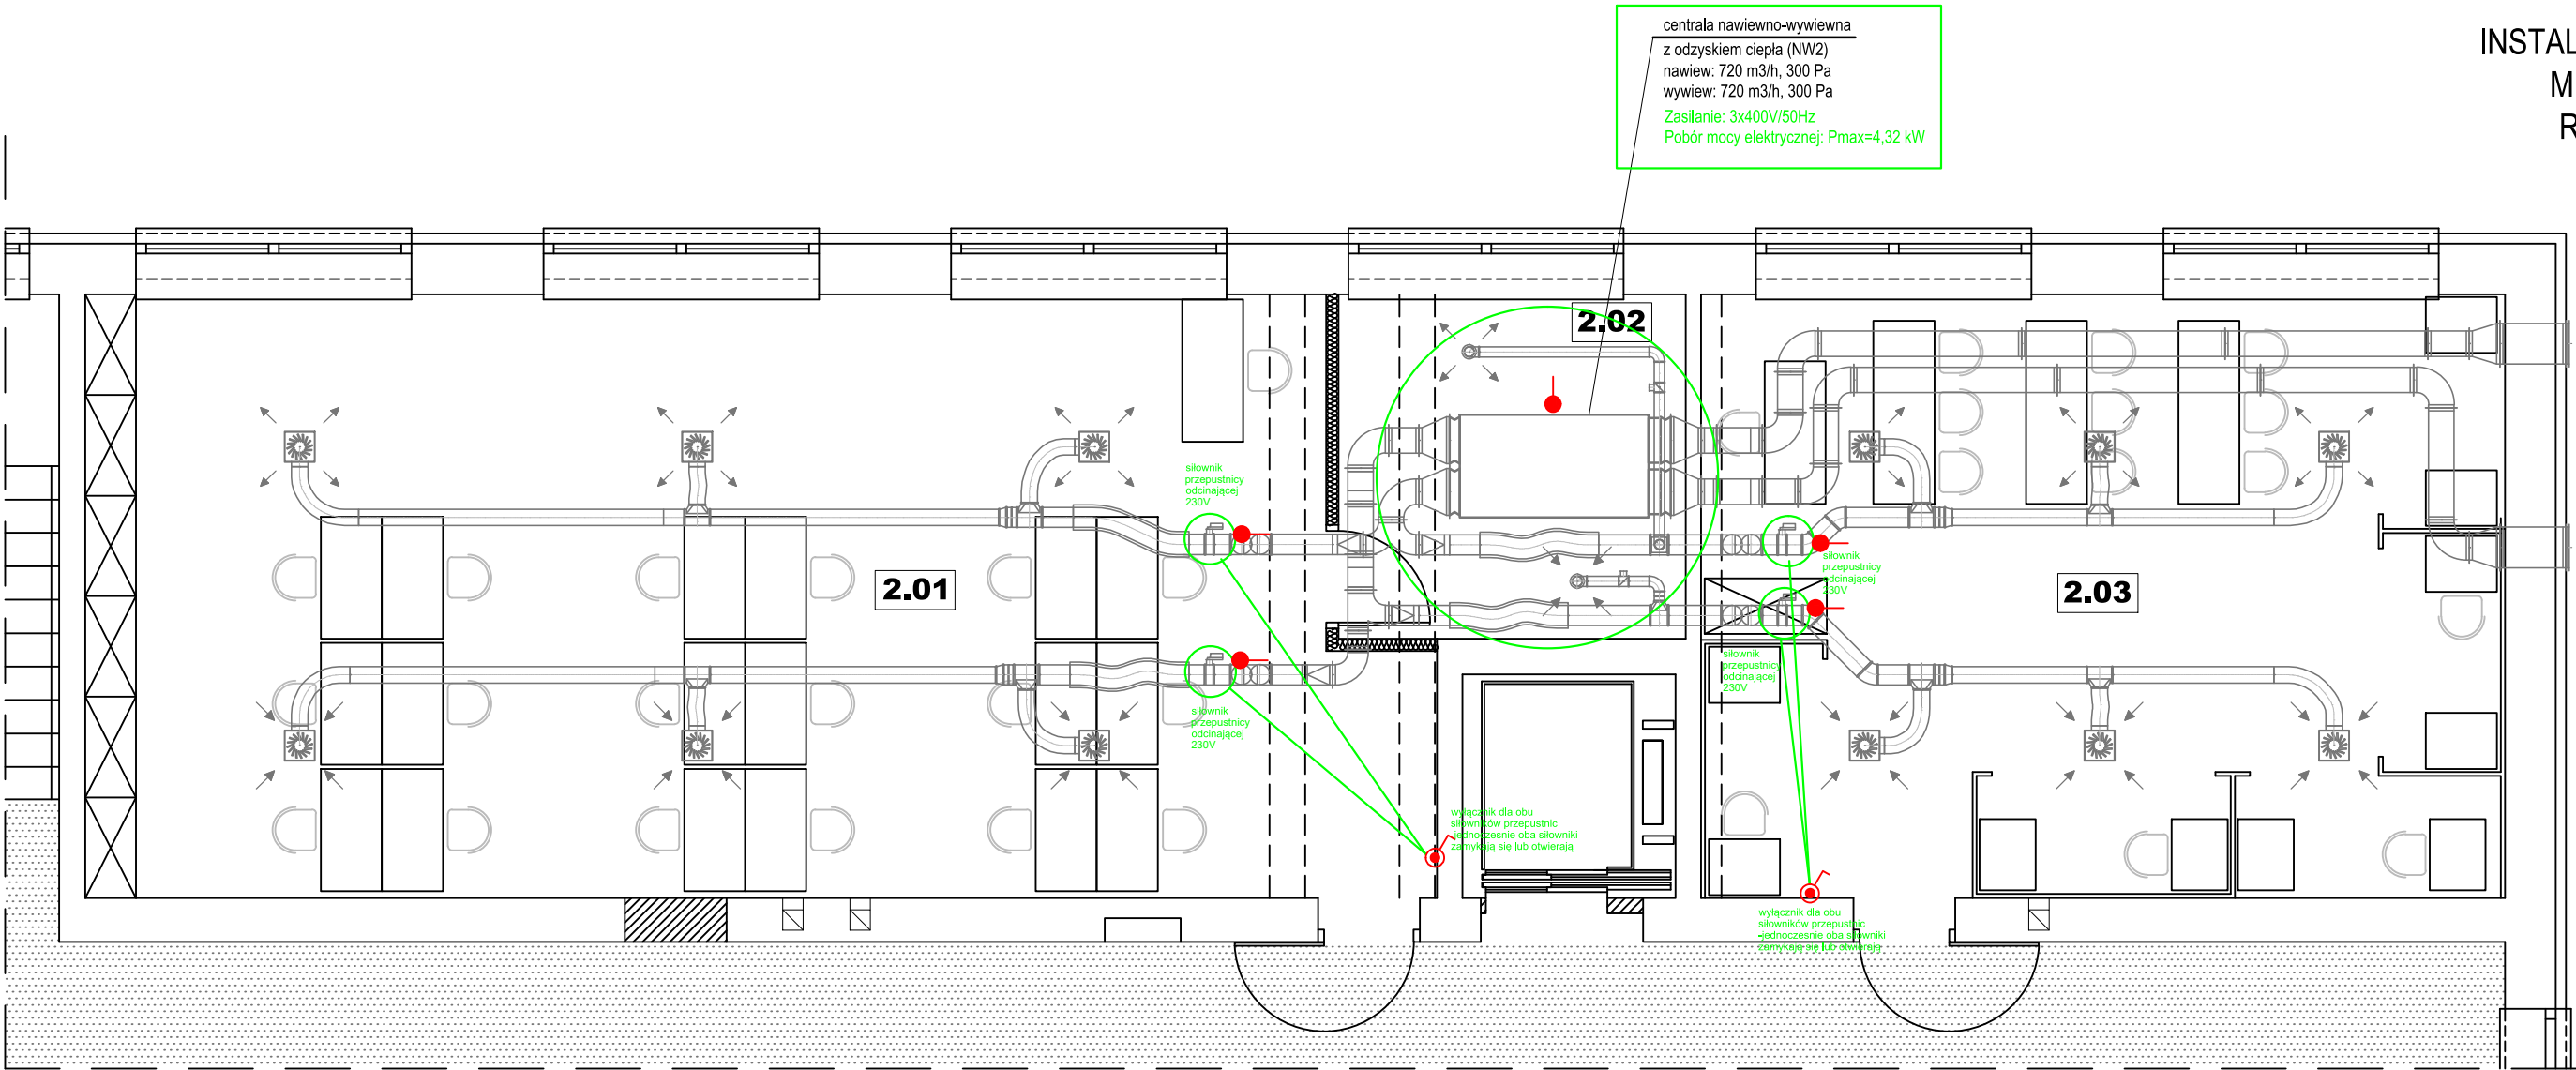 centrala nawiewno-wywiewna
z odzyskiem ciepła (NW2)
nawiew: 720 m3/h, 300 Pa
wywiew: 720 m3/h, 300 Pa
Zasilanie: 3x400V/50Hz
Pobór mocy elektrycznej: Pmax=4,32 kW
INSTAL
M
R
2.02
siłownik
przepustnicy
odcinającej
230V
2.01
siłownik
przepustnicy
odcinającej
230V
2.03
siłownik
przepustnicy
odcinającej
230V
siłownik
przepustnicy
odcinającej
230V
wyłącznik dla obu
siłowników przepustnic
-jednoczesnie oba siłowniki
zamykają się lub otwierają
wyłącznik dla obu
siłowników przepustnic
-jednoczesnie oba siłowniki
zamykają się lub otwierają